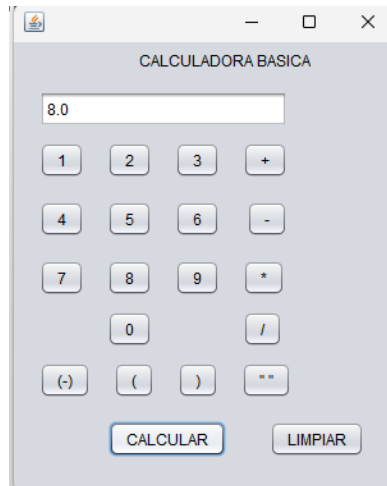 CALCULADORA BASICA
8.0
1 2 3 +
4 5 6 -
7 8 9 *
0 /
(-) ( ) " "
CALCULAR LIMPIAR